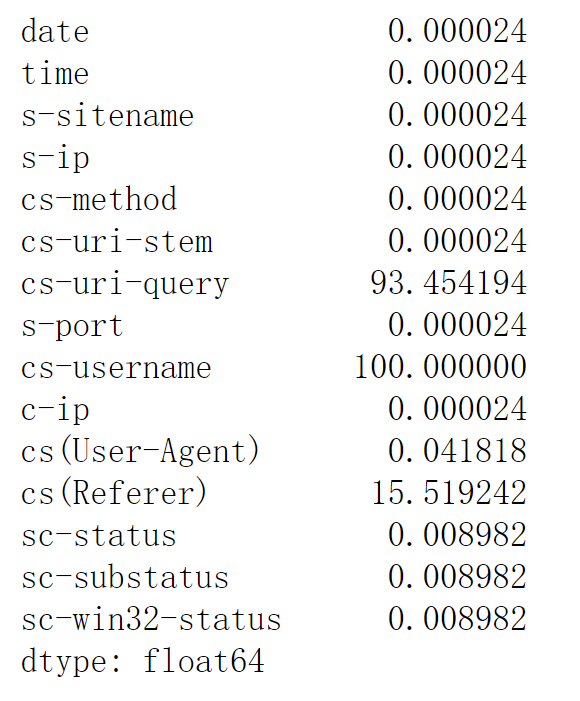 date 0.000024
time 0.000024
s-sitename 0.000024
s-ip 0.000024
cs-method 0.000024
cs-uri-stem 0.000024
cs-uri-query 93.454194
s-port 0.000024
cs-username 100.000000
c-ip 0.000024
cs(User-Agent) 0.041818
cs(Referer) 15.519242
sc-status 0.008982
sc-substatus 0.008982
sc-win32-status 0.008982
dtype: float64